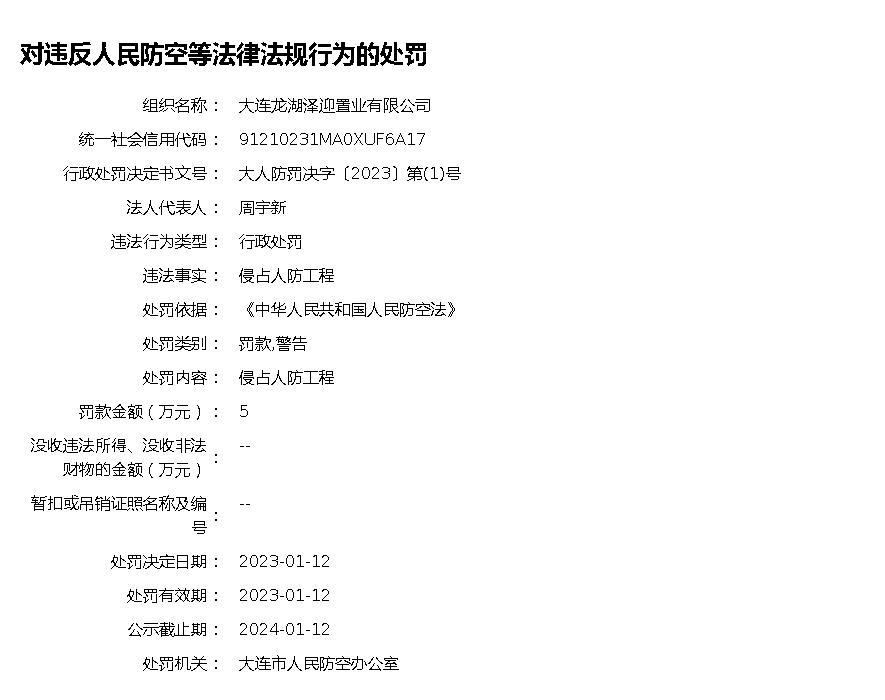 对违反人民防空等法律法规行为的处罚
组织名称： 大连龙湖泽迎置业有限公司
统一社会信用代码： 91210231MA0XUF6A17
行政处罚决定书文号： 大人防罚决字〔2023〕第(1)号
法人代表人： 周宇新
违法行为类型： 行政处罚
违法事实： 侵占人防工程
处罚依据： 《中华人民共和国人民防空法》
处罚类别： 罚款,警告
处罚内容： 侵占人防工程
罚款金额（万元）： 5
没收违法所得、没收非法
财物的金额（万元）： --
暂扣或吊销证照名称及编
号： --
处罚决定日期： 2023-01-12
处罚有效期： 2023-01-12
公示截止期： 2024-01-12
处罚机关： 大连市人民防空办公室